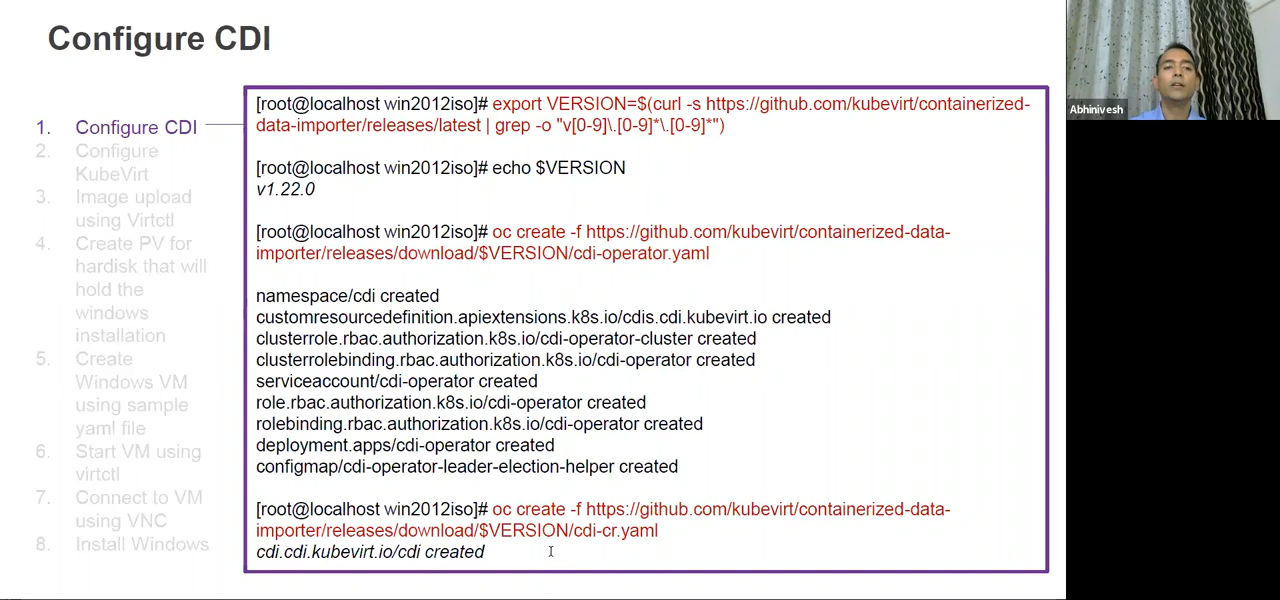 Configure CDI
1. Configure CDI
2. Configure
KubeVirt
3. Image upload
using Virtctl
4. Create PV for
hardisk that will
hold the
windows
installation
5. Create
Windows VM
using sample
yaml file
6. Start VM using
virtctl
7. Connect to VM
using VNC
8. Install Windows
[root@localhost win2012iso]# export VERSION=$(curl -s https://github.com/kubevirt/containerized-
data-importer/releases/latest | grep -o "v[0-9]\.[0-9]*\.[0-9]*")
[root@localhost win2012iso]# echo $VERSION
v1.22.0
[root@localhost win2012iso]# oc create -f https://github.com/kubevirt/containerized-data-
importer/releases/download/$VERSION/cdi-operator.yaml
namespace/cdi created
customresourcedefinition.apiextensions.k8s.io/cdis.cdi.kubevirt.io created
clusterrole.rbac.authorization.k8s.io/cdi-operator-cluster created
clusterrolebinding.rbac.authorization.k8s.io/cdi-operator created
serviceaccount/cdi-operator created
role.rbac.authorization.k8s.io/cdi-operator created
rolebinding.rbac.authorization.k8s.io/cdi-operator created
deployment.apps/cdi-operator created
configmap/cdi-operator-leader-election-helper created
[root@localhost win2012iso]# oc create -f https://github.com/kubevirt/containerized-data-
importer/releases/download/$VERSION/cdi-cr.yaml
cdi.cdi.kubevirt.io/cdi created
Abhinivesh